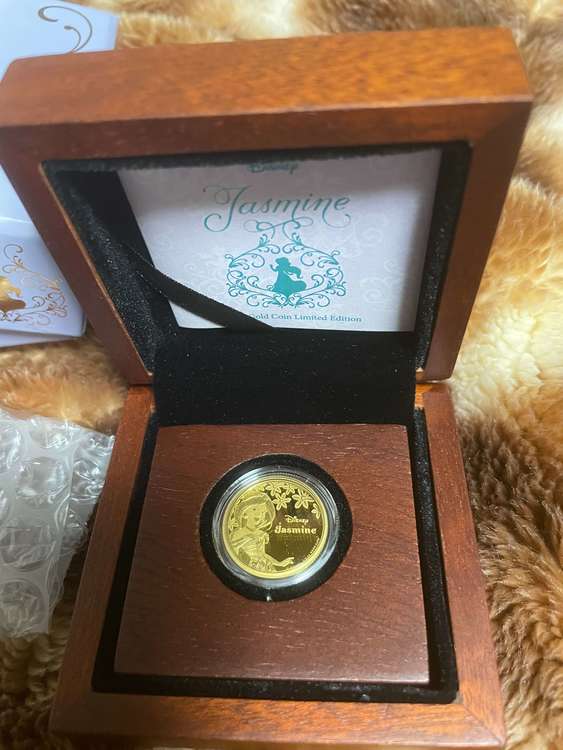 Disney
Jasmine
Gold Coin Limited Edition
Disney
Jasmine